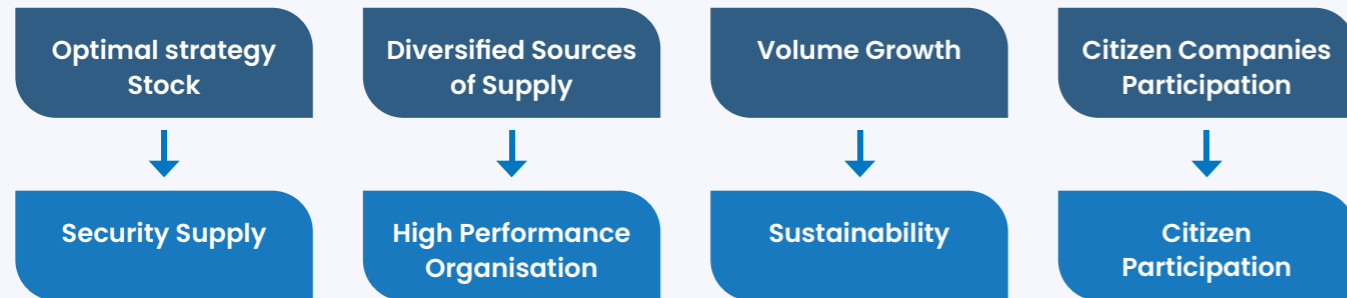 Optimal strategy
Stock
Diversified Sources
of Supply
Volume Growth
Citizen Companies
Participation
Security Supply
High Performance
Organisation
Sustainability
Citizen
Participation